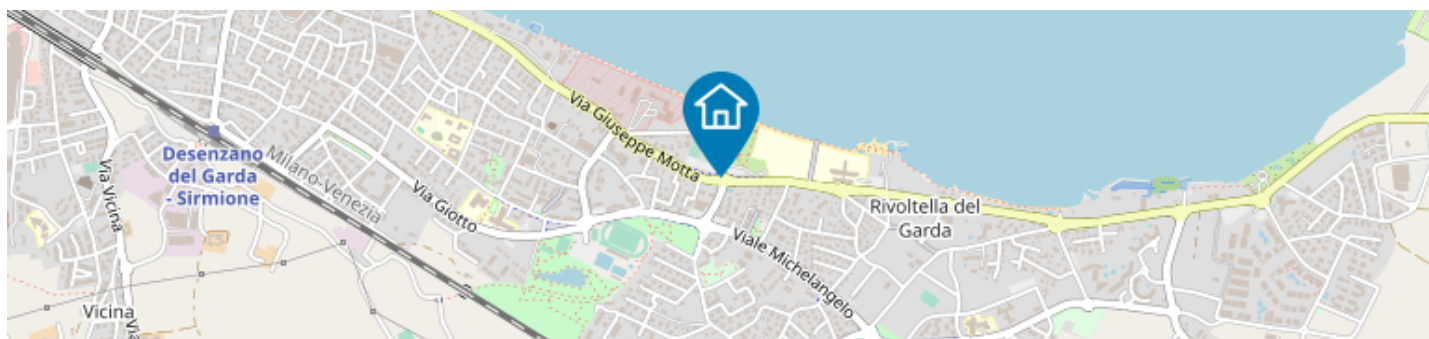 Via Giuseppe Motta
Desenzano
del Garda
- Sirmione
Milano-Venezia
Via Vicina
Via Giotto
Rivoltella del
Garda
Viale Michelangelo
Vicina
Via